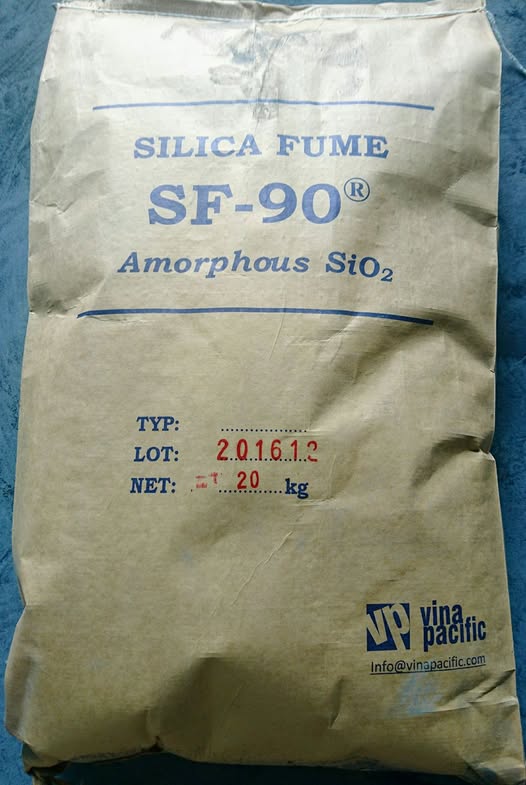 SILICA FUME
SF-90®
Amorphous SiO₂
TYP: ....................
LOT: 201612
NET: 20 kg
vp vina
pacific
Info@vinapacific.com